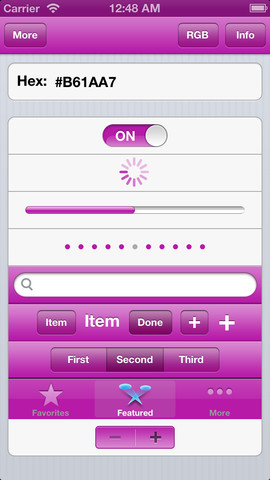 Carrier 12:48 AM
More RGB Info
Hex: #B61AA7
ON
Item Item Done + +
First Second Third
Favorites Featured More
− +